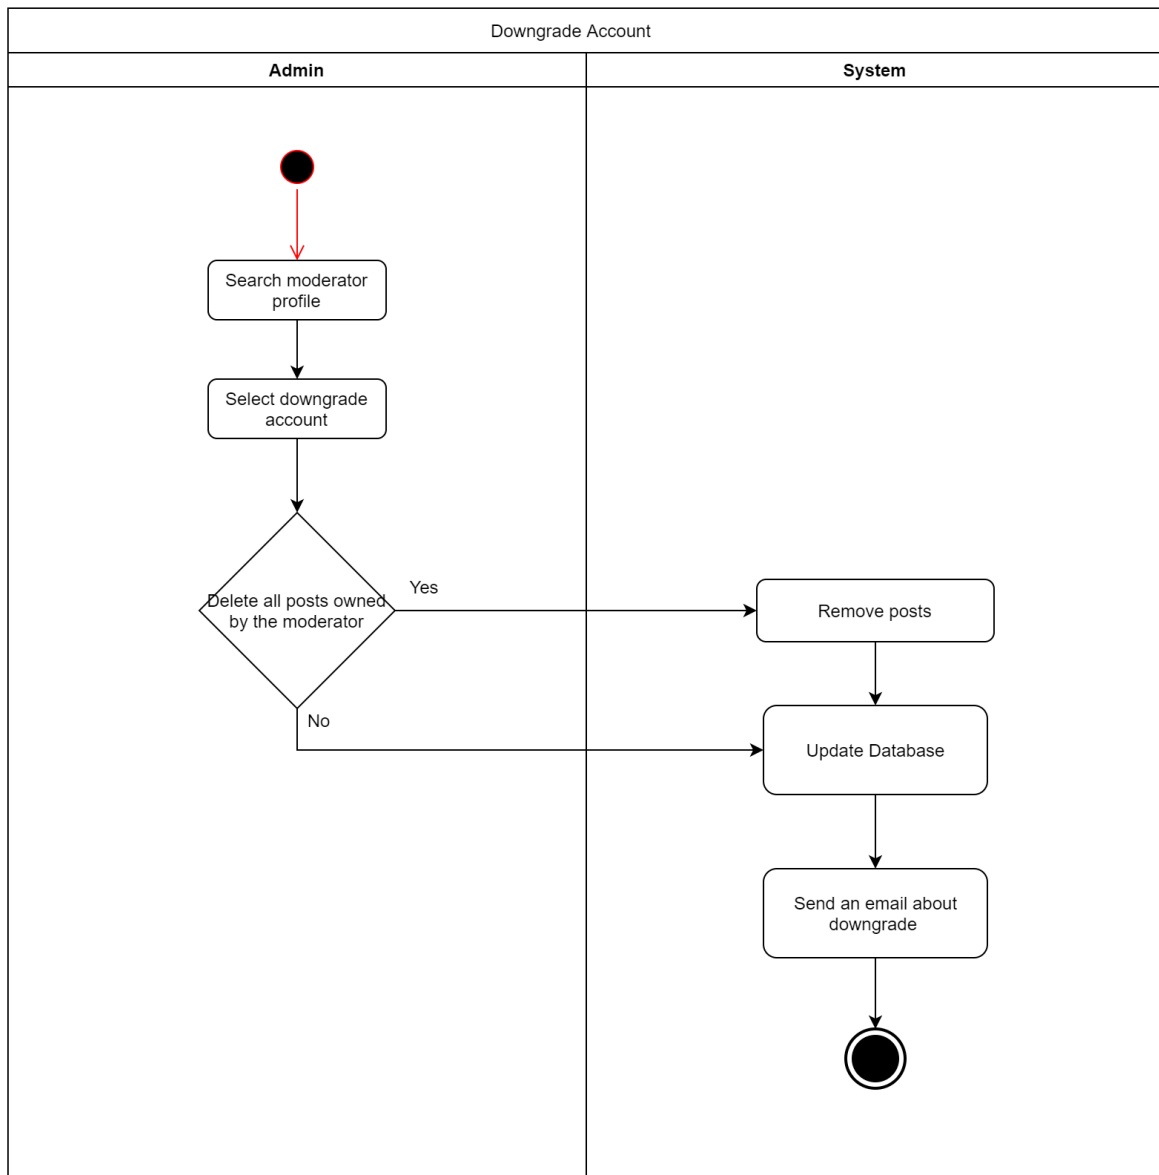 Downgrade Account
Admin
System
Search moderator
profile
Select downgrade
account
Delete all posts owned
by the moderator
Yes
No
Remove posts
Update Database
Send an email about
downgrade